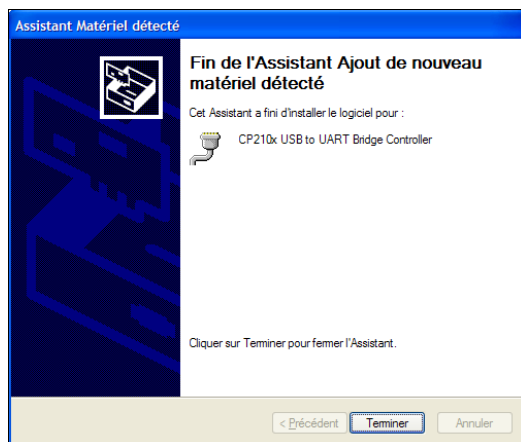 Assistant Matériel détecté
Fin de l'Assistant Ajout de nouveau
matériel détecté
Cet Assistant a fini d'installer le logiciel pour :
CP210x USB to UART Bridge Controller
Cliquer sur Terminer pour fermer l'Assistant.
< Précédent
Terminer
Annuler